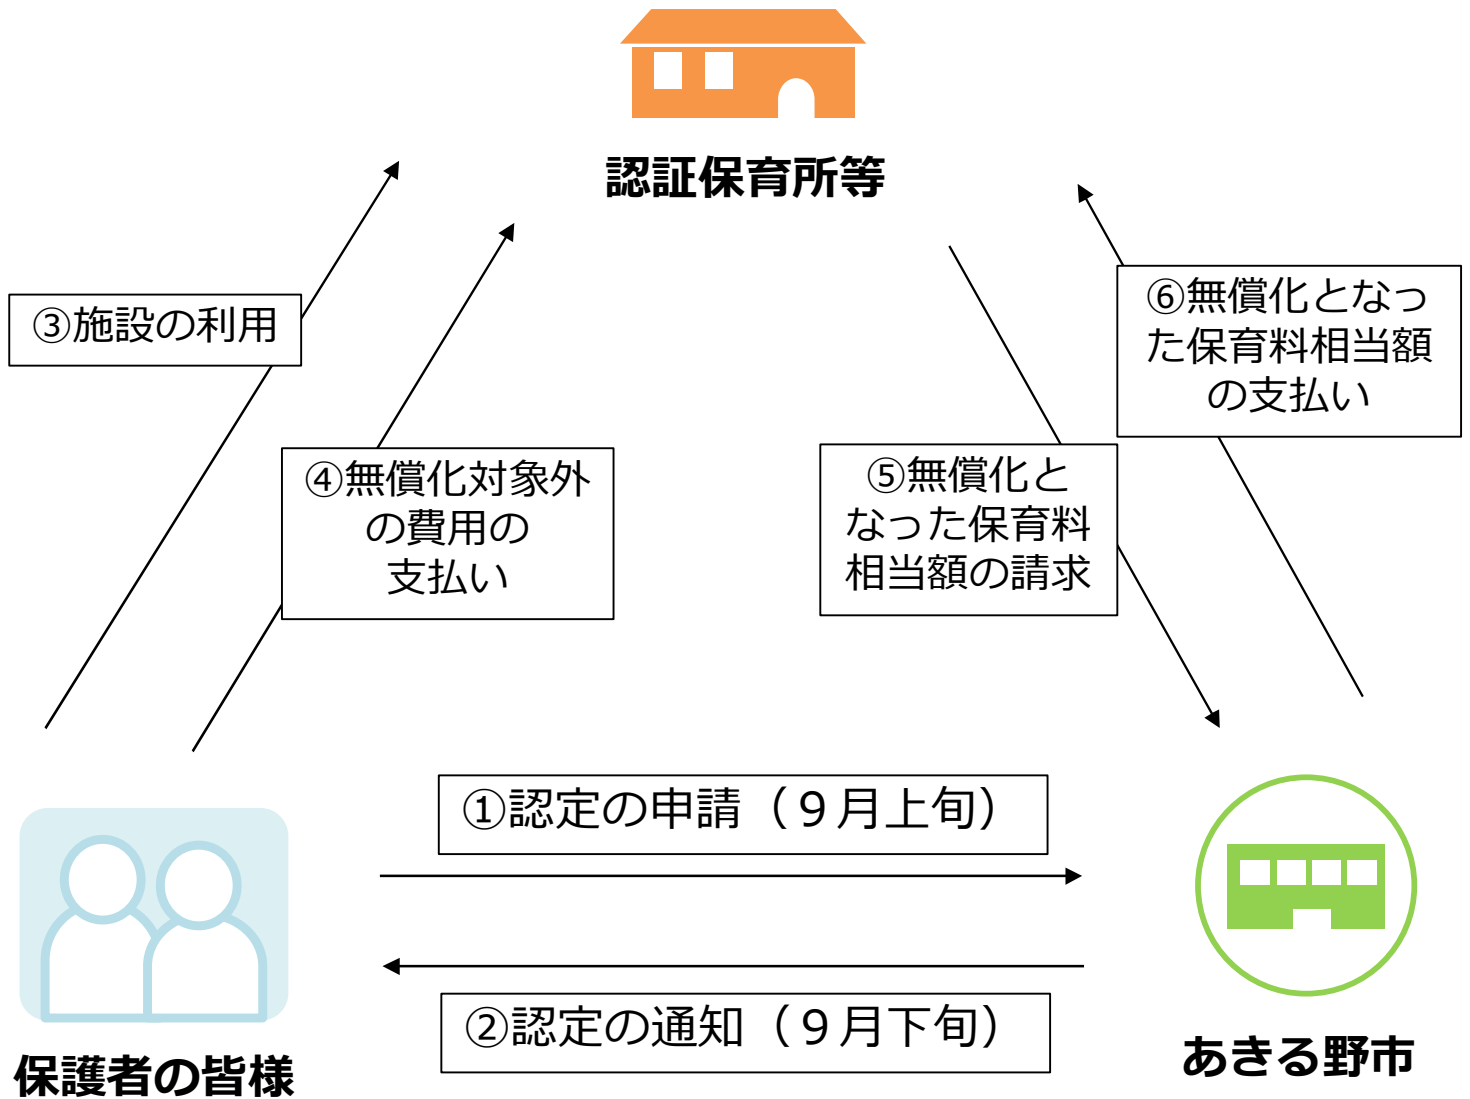 認証保育所等
③施設の利用
⑥無償化となっ
た保育料相当額
の支払い
④無償化対象外
の費用の
支払い
⑤無償化と
なった保育料
相当額の請求
①認定の申請（９月上旬）
②認定の通知（９月下旬）
保護者の皆様
あきる野市